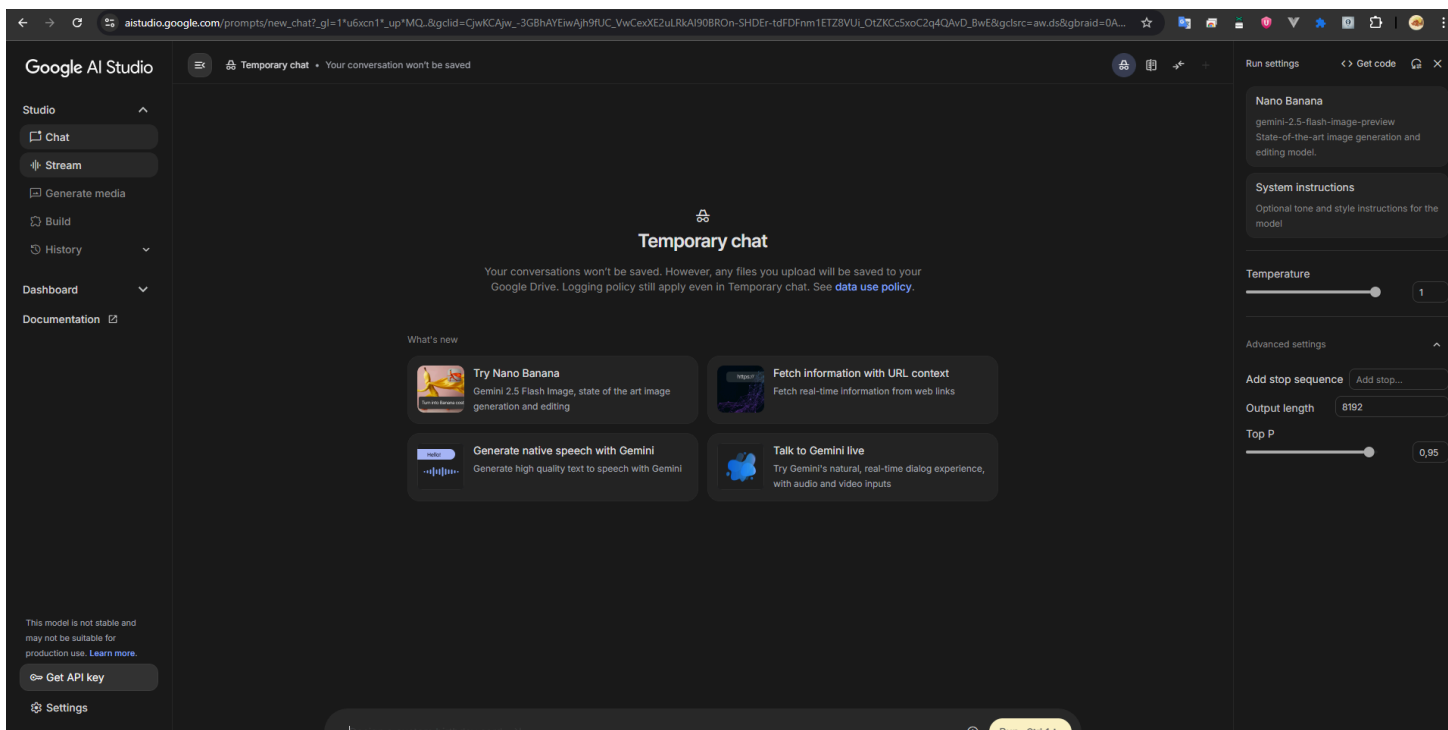 aistudio.google.com/prompts/new_chat?_gl=1*u6xcn1*_up*MQ..&gclid=CjwKCAjw_-3GBhAYEiwAjh9fUC_VwCexXE2uLRkAI90BROn-SHDEr-tdFDFnm1ETZ8VUi_OtZKCc5xoC2q4QAvD_BwE&gclsrc=aw.ds&gbraid=0A...
Google AI Studio
Studio
Chat
Stream
Generate media
Build
History
Dashboard
Documentation
This model is not stable and
may not be suitable for
production use. Learn more.
Get API key
Settings
Temporary chat • Your conversation won't be saved
Temporary chat
Your conversations won't be saved. However, any files you upload will be saved to your
Google Drive. Logging policy still apply even in Temporary chat. See data use policy.
What's new
Try Nano Banana
Gemini 2.5 Flash Image, state of the art image
generation and editing
Fetch information with URL context
Fetch real-time information from web links
Hello!
Generate native speech with Gemini
Generate high quality text to speech with Gemini
Talk to Gemini live
Try Gemini's natural, real-time dialog experience,
with audio and video inputs
Run settings
Get code
Nano Banana
gemini-2.5-flash-image-preview
State-of-the-art image generation and
editing model.
System instructions
Optional tone and style instructions for the
model
Temperature
1
Advanced settings
Add stop sequence Add stop...
Output length 8192
Top P
0,95